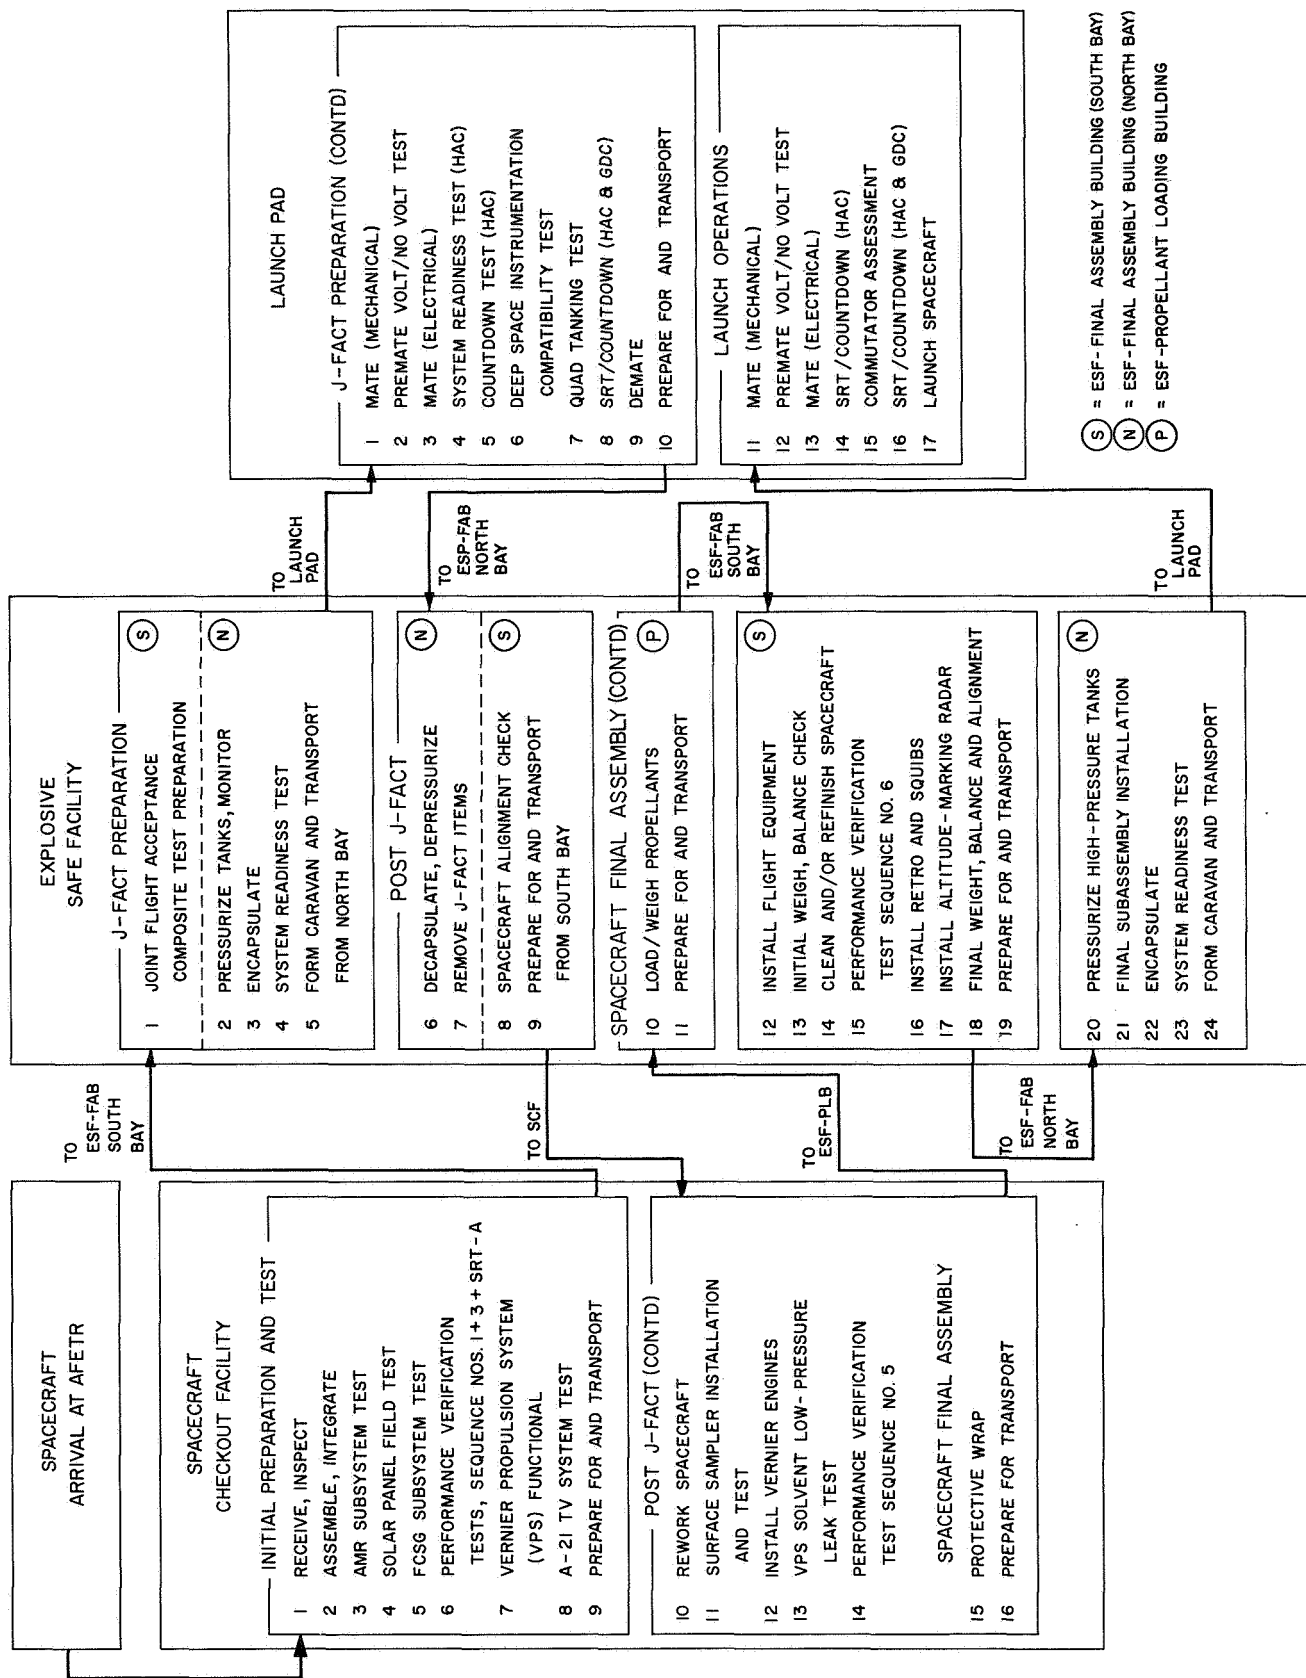 SPACECRAFT
ARRIVAL AT AFETR
SPACECRAFT
CHECKOUT FACILITY
INITIAL PREPARATION AND TEST
1 RECEIVE, INSPECT
2 ASSEMBLE, INTEGRATE
3 AMR SUBSYSTEM TEST
4 SOLAR PANEL FIELD TEST
5 FCSG SUBSYSTEM TEST
6 PERFORMANCE VERIFICATION
TESTS, SEQUENCE NOS. 1+3+SRT-A
7 VERNIER PROPULSION SYSTEM
(VPS) FUNCTIONAL
8 A-21 TV SYSTEM TEST
9 PREPARE FOR AND TRANSPORT
POST J-FACT (CONTD)
10 REWORK SPACECRAFT
11 SURFACE SAMPLER INSTALLATION
AND TEST
12 INSTALL VERNIER ENGINES
13 VPS SOLVENT LOW-PRESSURE
LEAK TEST
14 PERFORMANCE VERIFICATION
TEST SEQUENCE NO. 5
SPACECRAFT FINAL ASSEMBLY
15 PROTECTIVE WRAP
16 PREPARE FOR TRANSPORT
TO
ESF-FAB
SOUTH
BAY
TO SCF
TO
ESF-PLB
TO
ESF-FAB
NORTH
BAY
EXPLOSIVE
SAFE FACILITY
J-FACT PREPARATION
1 JOINT FLIGHT ACCEPTANCE
COMPOSITE TEST PREPARATION
S
2 PRESSURIZE TANKS, MONITOR
N
3 ENCAPSULATE
4 SYSTEM READINESS TEST
5 FORM CARAVAN AND TRANSPORT
FROM NORTH BAY
POST J-FACT
6 DECAPSULATE, DEPRESSURIZE
N
7 REMOVE J-FACT ITEMS
8 SPACECRAFT ALIGNMENT CHECK
S
9 PREPARE FOR AND TRANSPORT
FROM SOUTH BAY
SPACECRAFT FINAL ASSEMBLY (CONTD)
10 LOAD/WEIGH PROPELLANTS
P
11 PREPARE FOR AND TRANSPORT
S
12 INSTALL FLIGHT EQUIPMENT
13 INITIAL WEIGH, BALANCE CHECK
14 CLEAN AND/OR REFINISH SPACECRAFT
15 PERFORMANCE VERIFICATION
TEST SEQUENCE NO. 6
16 INSTALL RETRO AND SQUIBS
17 INSTALL ALTITUDE-MARKING RADAR
18 FINAL WEIGHT, BALANCE AND ALIGNMENT
19 PREPARE FOR AND TRANSPORT
N
20 PRESSURIZE HIGH-PRESSURE TANKS
21 FINAL SUBASSEMBLY INSTALLATION
22 ENCAPSULATE
23 SYSTEM READINESS TEST
24 FORM CARAVAN AND TRANSPORT
TO
LAUNCH
PAD
TO
ESP-FAB
NORTH
BAY
TO
ESF-FAB
SOUTH
BAY
TO
LAUNCH
PAD
LAUNCH PAD
J-FACT PREPARATION (CONTD)
1 MATE (MECHANICAL)
2 PREMATE VOLT/NO VOLT TEST
3 MATE (ELECTRICAL)
4 SYSTEM READINESS TEST (HAC)
5 COUNTDOWN TEST (HAC)
6 DEEP SPACE INSTRUMENTATION
COMPATIBILITY TEST
7 QUAD TANKING TEST
8 SRT/COUNTDOWN (HAC & GDC)
9 DEMATE
10 PREPARE FOR AND TRANSPORT
LAUNCH OPERATIONS
11 MATE (MECHANICAL)
12 PREMATE VOLT/NO VOLT TEST
13 MATE (ELECTRICAL)
14 SRT/COUNTDOWN (HAC)
15 COMMUTATOR ASSESSMENT
16 SRT/COUNTDOWN (HAC & GDC)
17 LAUNCH SPACECRAFT
S = ESF-FINAL ASSEMBLY BUILDING (SOUTH BAY)
N = ESF-FINAL ASSEMBLY BUILDING (NORTH BAY)
P = ESF-PROPELLANT LOADING BUILDING